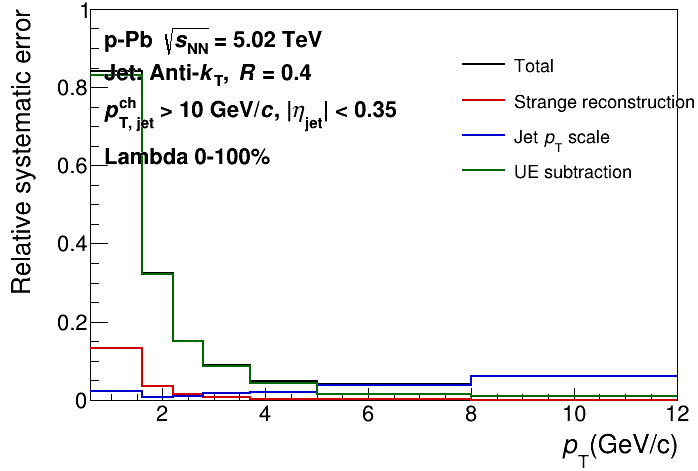 Relative systematic error
1
0.8
0.6
0.4
0.2
0
p-Pb √sNN = 5.02 TeV
Jet: Anti-kT, R = 0.4
p^ch_T, jet > 10 GeV/c, |ηjet| < 0.35
Lambda 0-100%
Total
Strange reconstruction
Jet pT scale
UE subtraction
2 4 6 8 10 12
pT(GeV/c)